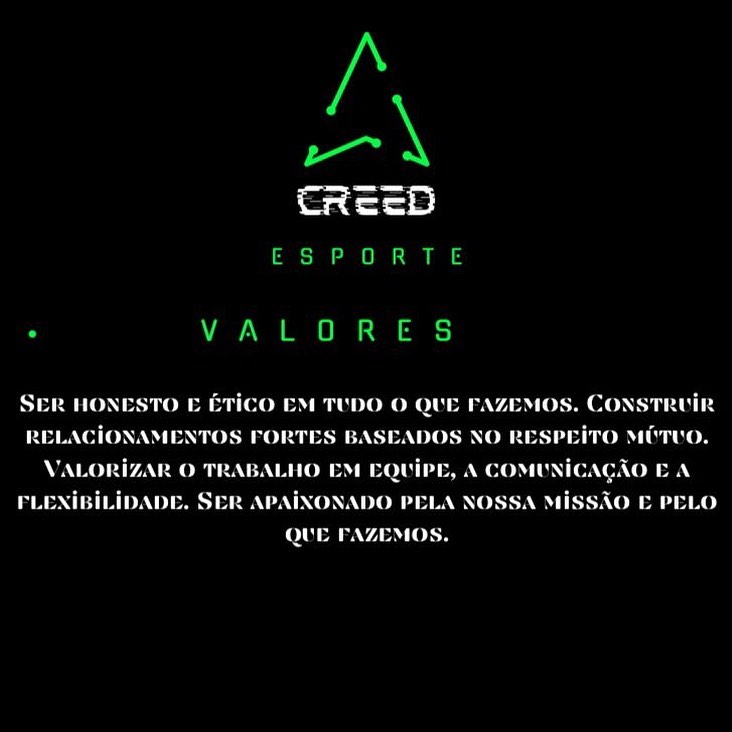 CREED
ESPORTE
• VALORES
Ser honesto e ético em tudo o que fazemos. Construir
relacionamentos fortes baseados no respeito mútuo.
Valorizar o trabalho em equipe, a comunicação e a
flexibilidade. Ser apaixonado pela nossa missão e pelo
que fazemos.